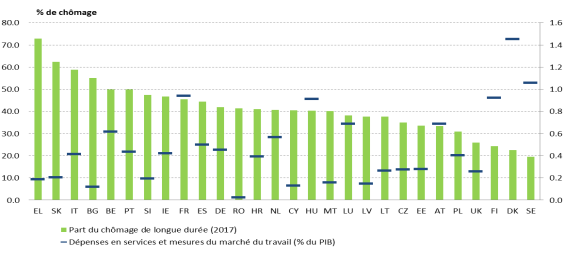 % de chômage
80.0 1.6
70.0 1.4
60.0 1.2
50.0 1.0
40.0 0.8
30.0 0.6
20.0 0.4
10.0 0.2
0.0 0.0
EL SK IT BG BE PT SI IE FR ES DE RO HR NL CY HU MT LU LV LT CZ EE AT PL UK FI DK SE
Part du chômage de longue durée (2017)
Dépenses en services et mesures du marché du travail (% du PIB)